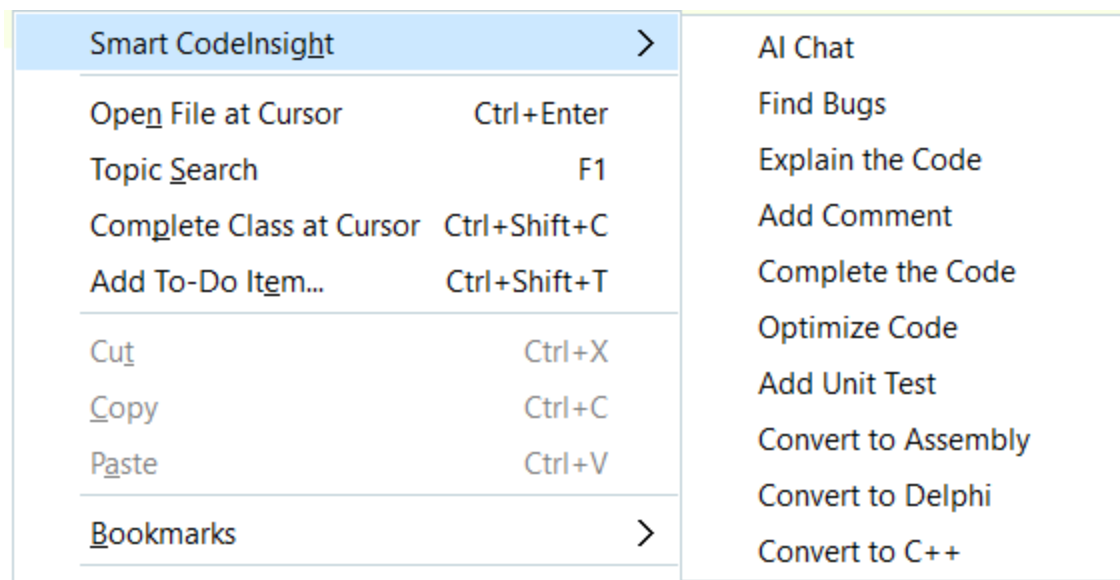 Smart CodeInsight
Open File at Cursor Ctrl+Enter
Topic Search F1
Complete Class at Cursor Ctrl+Shift+C
Add To-Do Item... Ctrl+Shift+T
Cut Ctrl+X
Copy Ctrl+C
Paste Ctrl+V
Bookmarks
AI Chat
Find Bugs
Explain the Code
Add Comment
Complete the Code
Optimize Code
Add Unit Test
Convert to Assembly
Convert to Delphi
Convert to C++